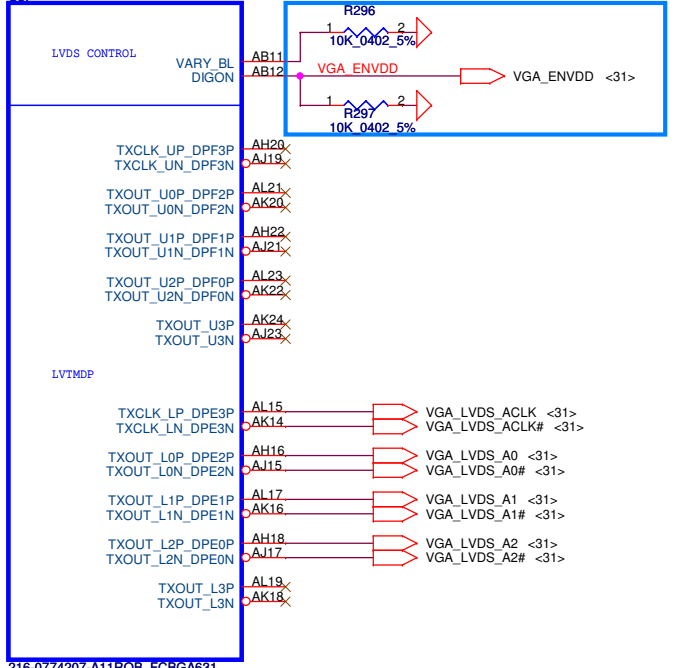 R296
1 2
10K_0402_5%
LVDS CONTROL
VARY_BL AB11
DIGON AB12 VGA_ENVDD VGA_ENVDD <31>
1 2
R297
10K_0402_5%
TXCLK_UP_DPF3P AH20
TXCLK_UN_DPF3N AJ19
TXOUT_U0P_DPF2P AL21
TXOUT_U0N_DPF2N AK20
TXOUT_U1P_DPF1P AH22
TXOUT_U1N_DPF1N AJ21
TXOUT_U2P_DPF0P AL23
TXOUT_U2N_DPF0N AK22
TXOUT_U3P AK24
TXOUT_U3N AJ23
LVTMDP
TXCLK_LP_DPE3P AL15 VGA_LVDS_ACLK <31>
TXCLK_LN_DPE3N AK14 VGA_LVDS_ACLK# <31>
TXOUT_L0P_DPE2P AH16 VGA_LVDS_A0 <31>
TXOUT_L0N_DPE2N AJ15 VGA_LVDS_A0# <31>
TXOUT_L1P_DPE1P AL17 VGA_LVDS_A1 <31>
TXOUT_L1N_DPE1N AK16 VGA_LVDS_A1# <31>
TXOUT_L2P_DPE0P AH18 VGA_LVDS_A2 <31>
TXOUT_L2N_DPE0N AJ17 VGA_LVDS_A2# <31>
TXOUT_L3P AL19
TXOUT_L3N AK18
216-0774207-A11ROB_FCBGA631